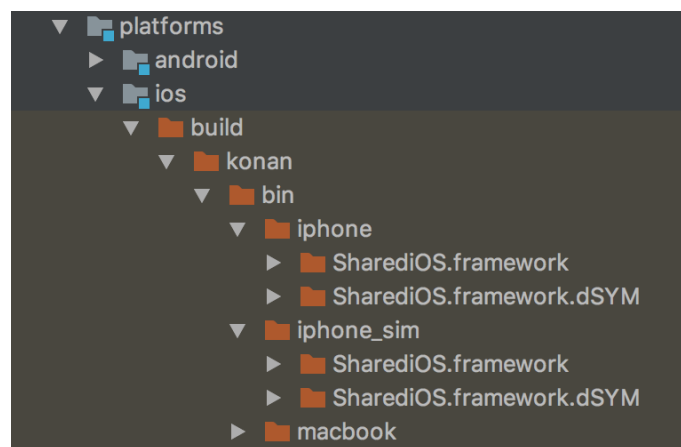 platforms
android
ios
build
konan
bin
iphone
SharediOS.framework
SharediOS.framework.dSYM
iphone_sim
SharediOS.framework
SharediOS.framework.dSYM
macbook